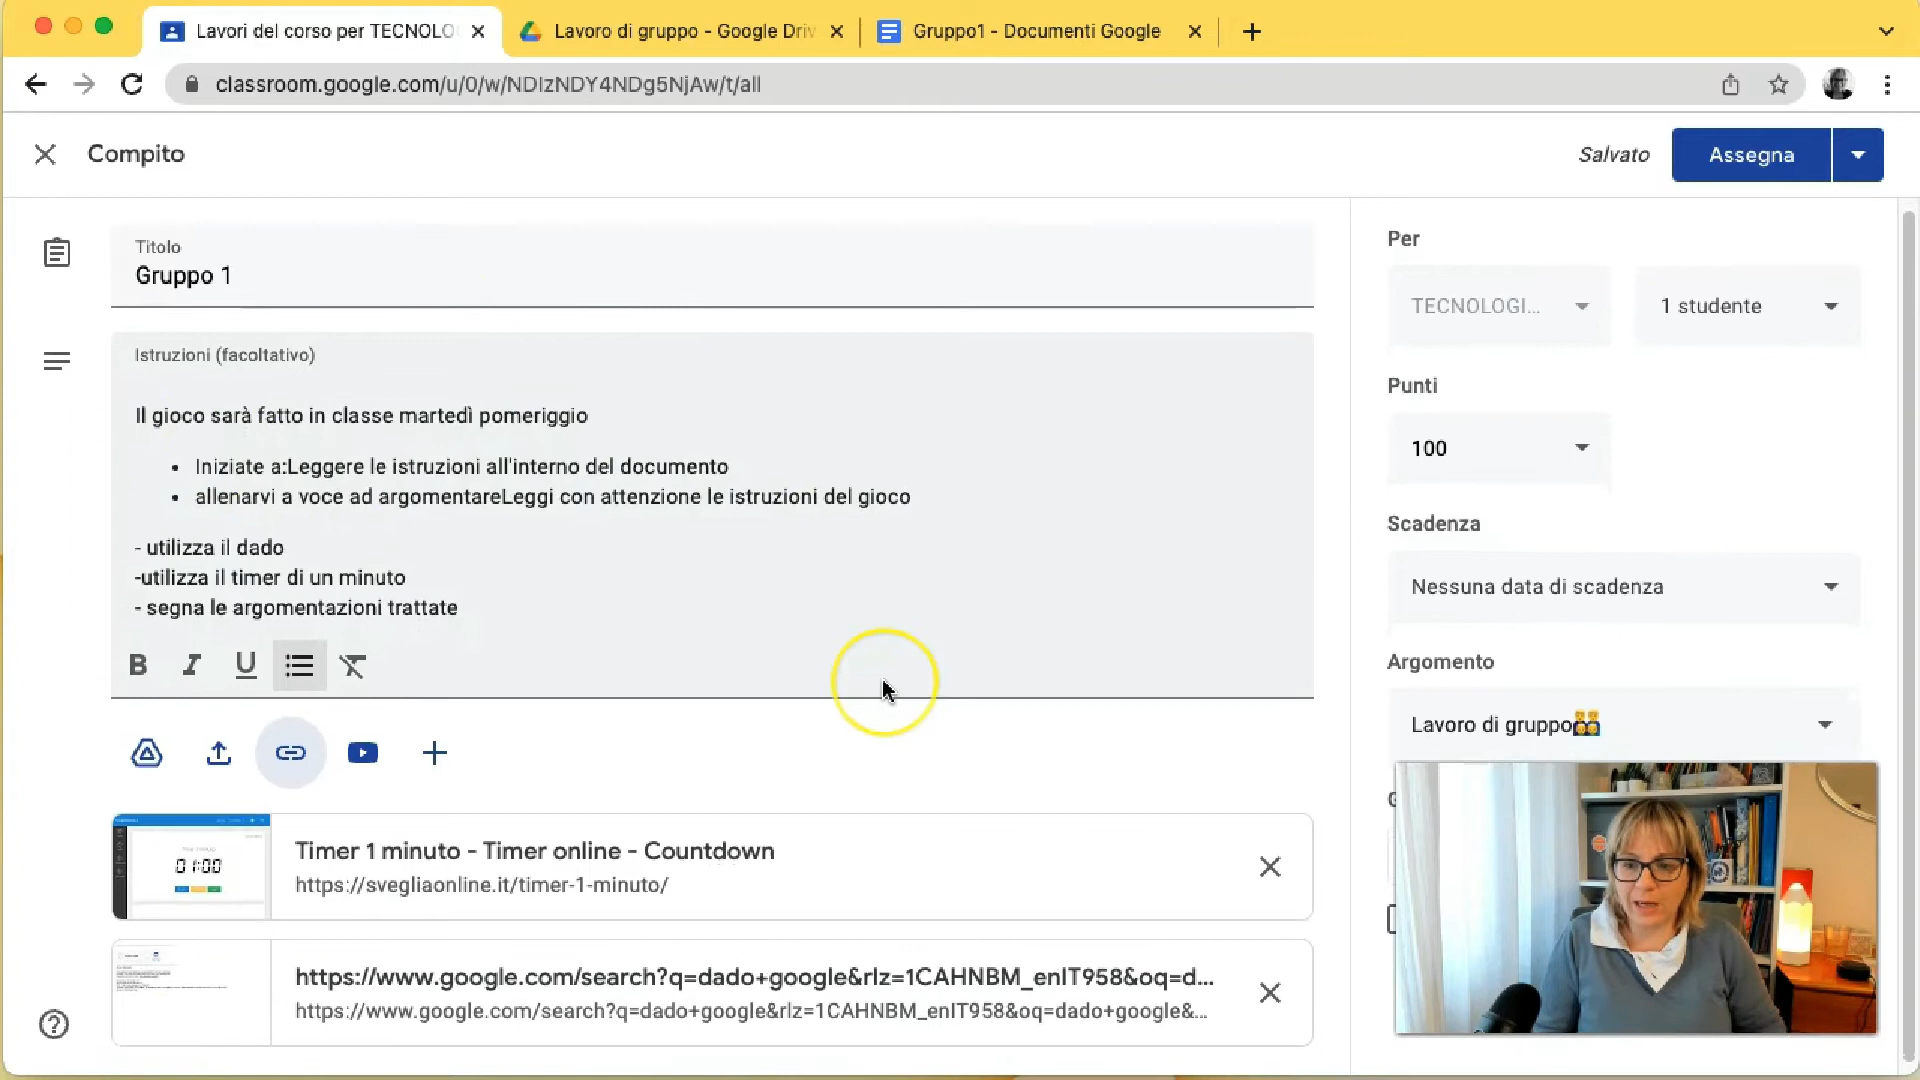 Lavori del corso per TECNOLO
Lavoro di gruppo - Google Driv
Gruppo1 - Documenti Google
classroom.google.com/u/0/w/NDIzNDY4NDg5NjAw/t/all
Compito
Salvato
Assegna
Titolo
Gruppo 1
Istruzioni (facoltativo)
Il gioco sarà fatto in classe martedì pomeriggio
• Iniziate a:Leggere le istruzioni all'interno del documento
• allenarvi a voce ad argomentareLeggi con attenzione le istruzioni del gioco
- utilizza il dado
-utilizza il timer di un minuto
- segna le argomentazioni trattate
B I U
Timer 1 minuto - Timer online - Countdown
https://svegliaonline.it/timer-1-minuto/
01:00
https://www.google.com/search?q=dado+google&rlz=1CAHNBM_enIT958&oq=d...
https://www.google.com/search?q=dado+google&rlz=1CAHNBM_enIT958&oq=dado+google&...
Per
TECNOLOGI...
1 studente
Punti
100
Scadenza
Nessuna data di scadenza
Argomento
Lavoro di gruppo